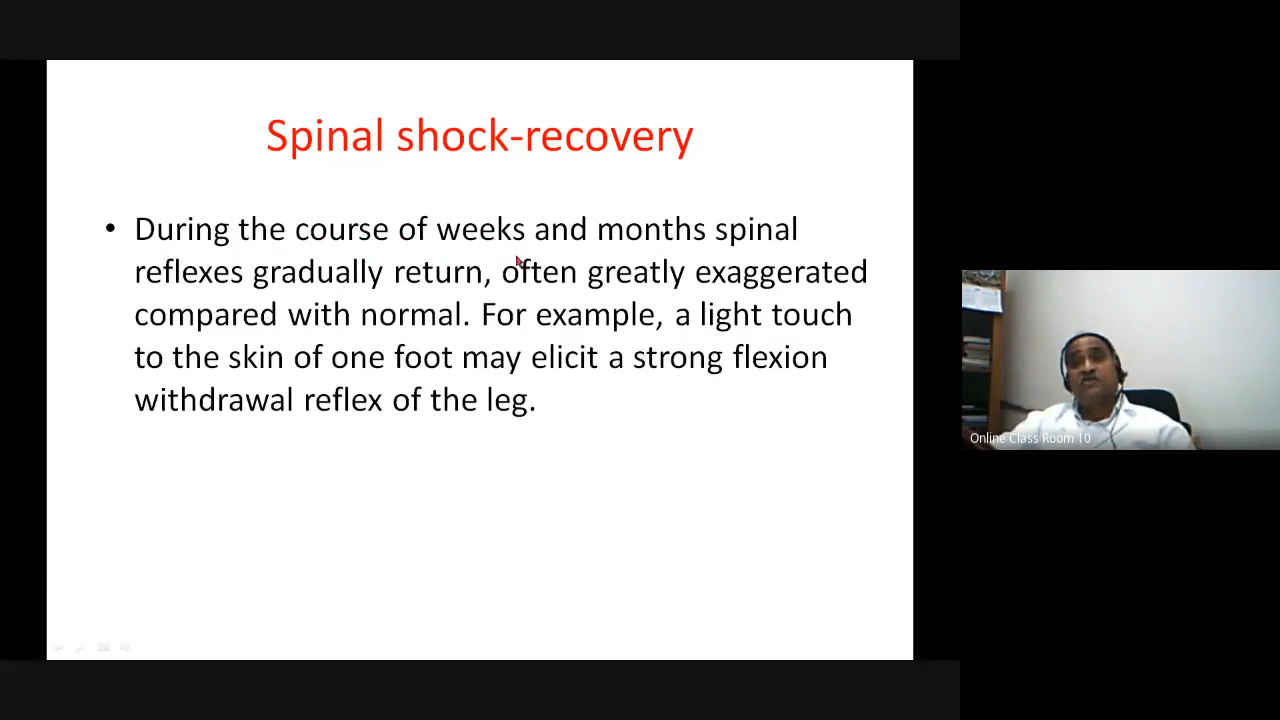 Spinal shock-recovery
• During the course of weeks and months spinal
reflexes gradually return, often greatly exaggerated
compared with normal. For example, a light touch
to the skin of one foot may elicit a strong flexion
withdrawal reflex of the leg.
Online Class Room 10